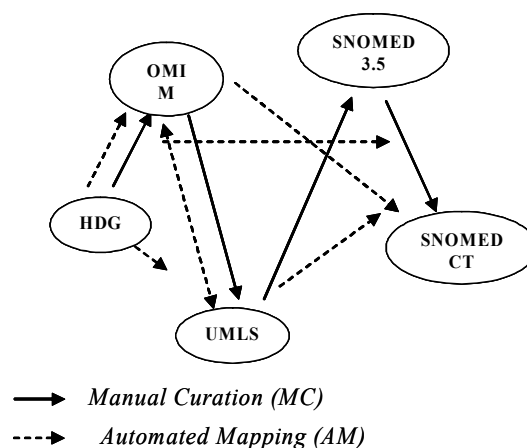 SNOMED
3.5
OMI
M
HDG
SNOMED
CT
UMLS
Manual Curation (MC)
Automated Mapping (AM)